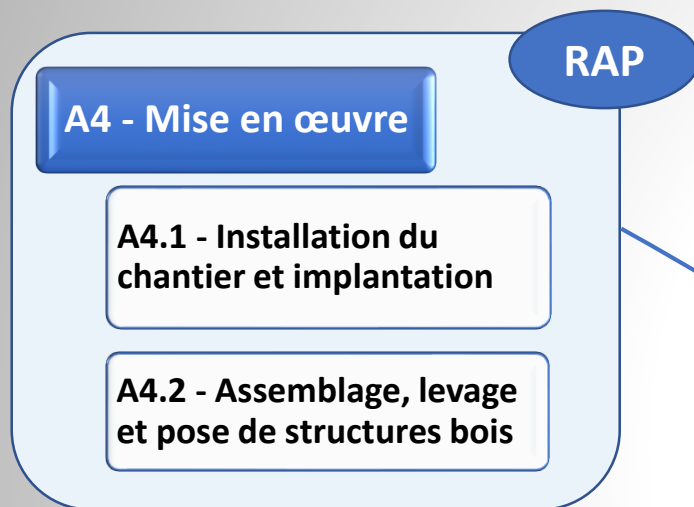 RAP
A4 - Mise en œuvre
A4.1 - Installation du
chantier et implantation
A4.2 - Assemblage, levage
et pose de structures bois